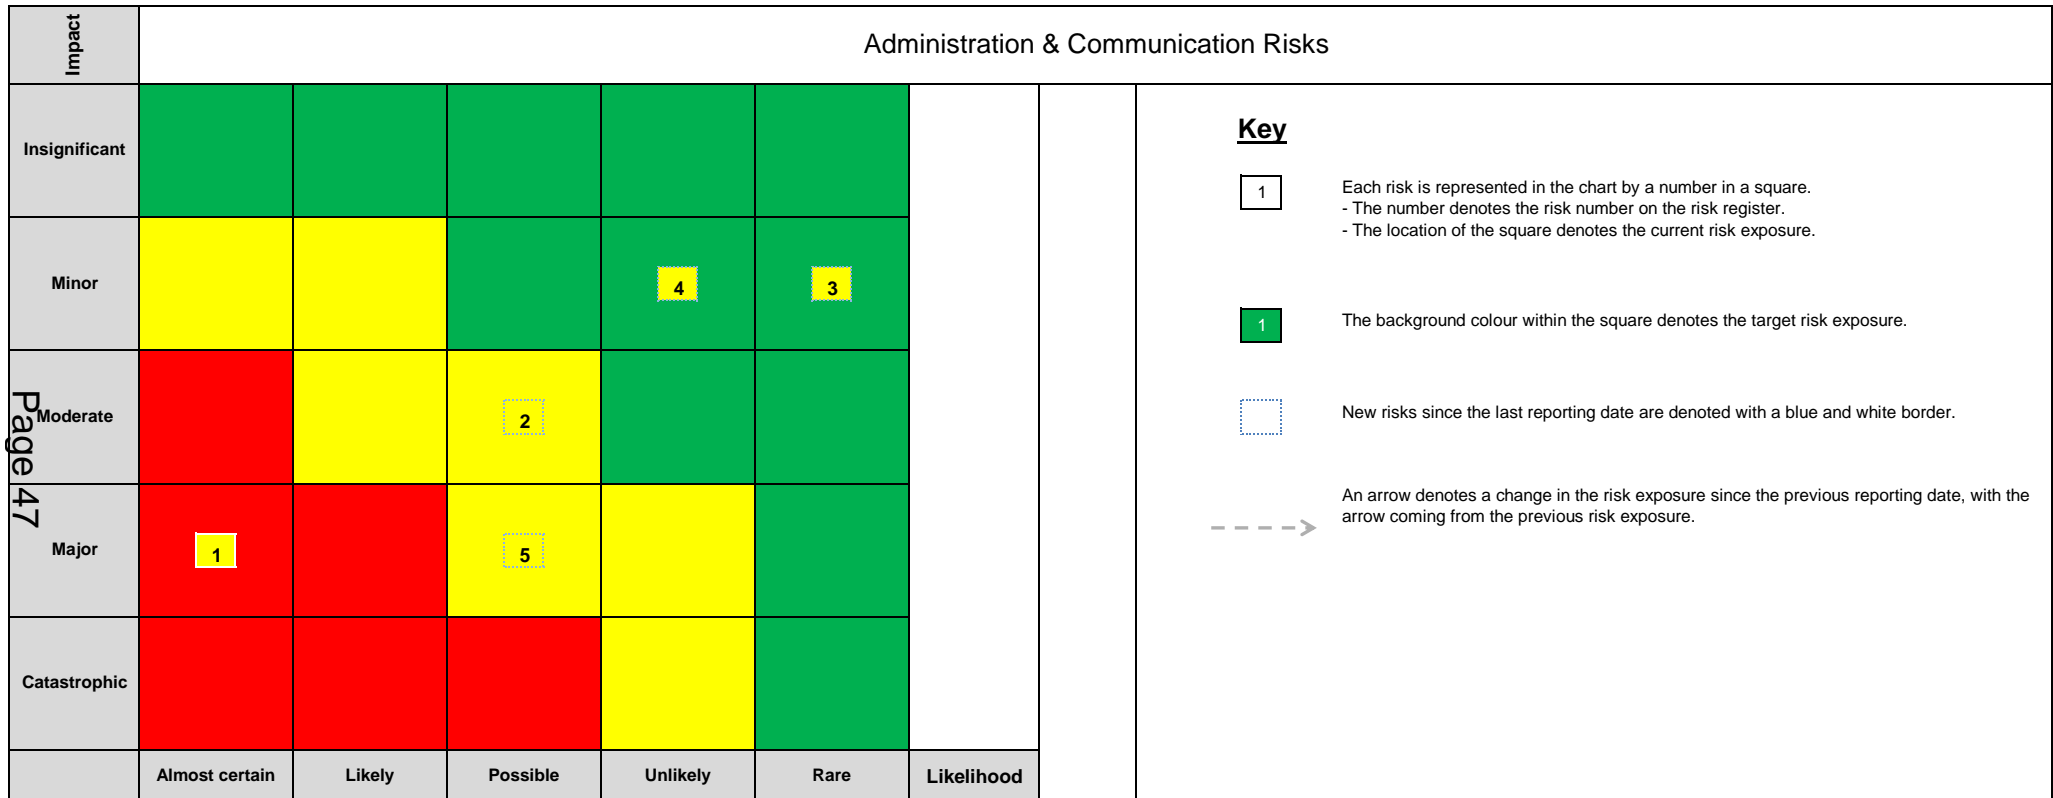 Impact
Administration & Communication Risks
Insignificant
Minor
4
3
Moderate
2
Major
1
5
Catastrophic
Almost certain
Likely
Possible
Unlikely
Rare
Likelihood
Key
1
Each risk is represented in the chart by a number in a square.
- The number denotes the risk number on the risk register.
- The location of the square denotes the current risk exposure.
1
The background colour within the square denotes the target risk exposure.
New risks since the last reporting date are denoted with a blue and white border.
An arrow denotes a change in the risk exposure since the previous reporting date, with the
arrow coming from the previous risk exposure.
Page 47